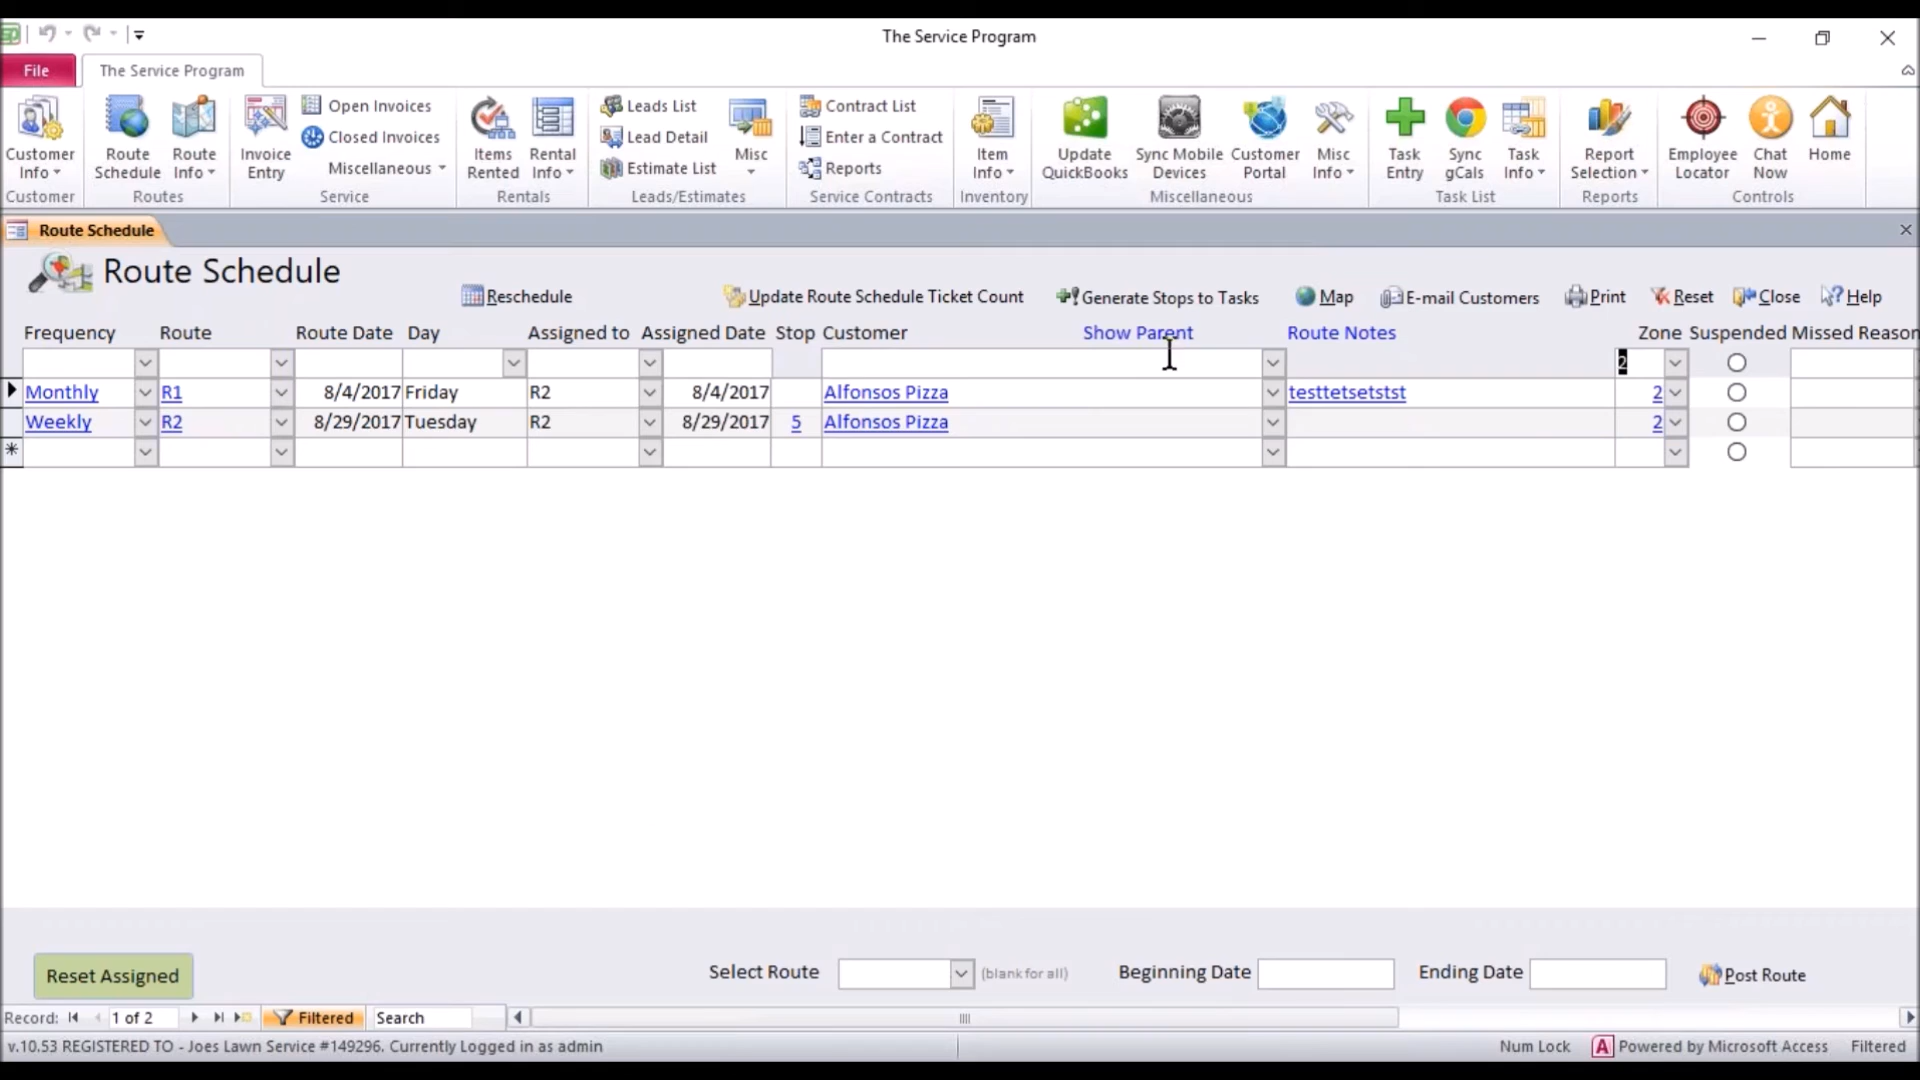 The Service Program
File The Service Program
Customer Info
Customer
Route Schedule
Route Info
Routes
Invoice Entry
Open Invoices
Closed Invoices
Miscellaneous
Service
Items Rented
Rental Info
Rentals
Leads List
Lead Detail
Estimate List
Misc
Leads/Estimates
Contract List
Enter a Contract
Reports
Service Contracts
Item Info
Inventory
Update QuickBooks
Sync Mobile Devices
Customer Portal
Misc Info
Miscellaneous
Task Entry
Sync gCals
Task Info
Task List
Report Selection
Reports
Employee Locator
Chat Now
Home
Controls
Route Schedule
Route Schedule
Reschedule Update Route Schedule Ticket Count Generate Stops to Tasks Map E-mail Customers Print Reset Close Help
Frequency Route Route Date Day Assigned to Assigned Date Stop Customer Show Parent Route Notes Zone Suspended Missed Reason
2
Monthly R1 8/4/2017 Friday R2 8/4/2017 Alfonsos Pizza testtetsetstst 2
Weekly R2 8/29/2017 Tuesday R2 8/29/2017 5 Alfonsos Pizza 2
Reset Assigned Select Route (blank for all) Beginning Date Ending Date Post Route
Record: 1 of 2 Filtered Search
v.10.53 REGISTERED TO - Joes Lawn Service #149296. Currently Logged in as admin Num Lock A Powered by Microsoft Access Filtered